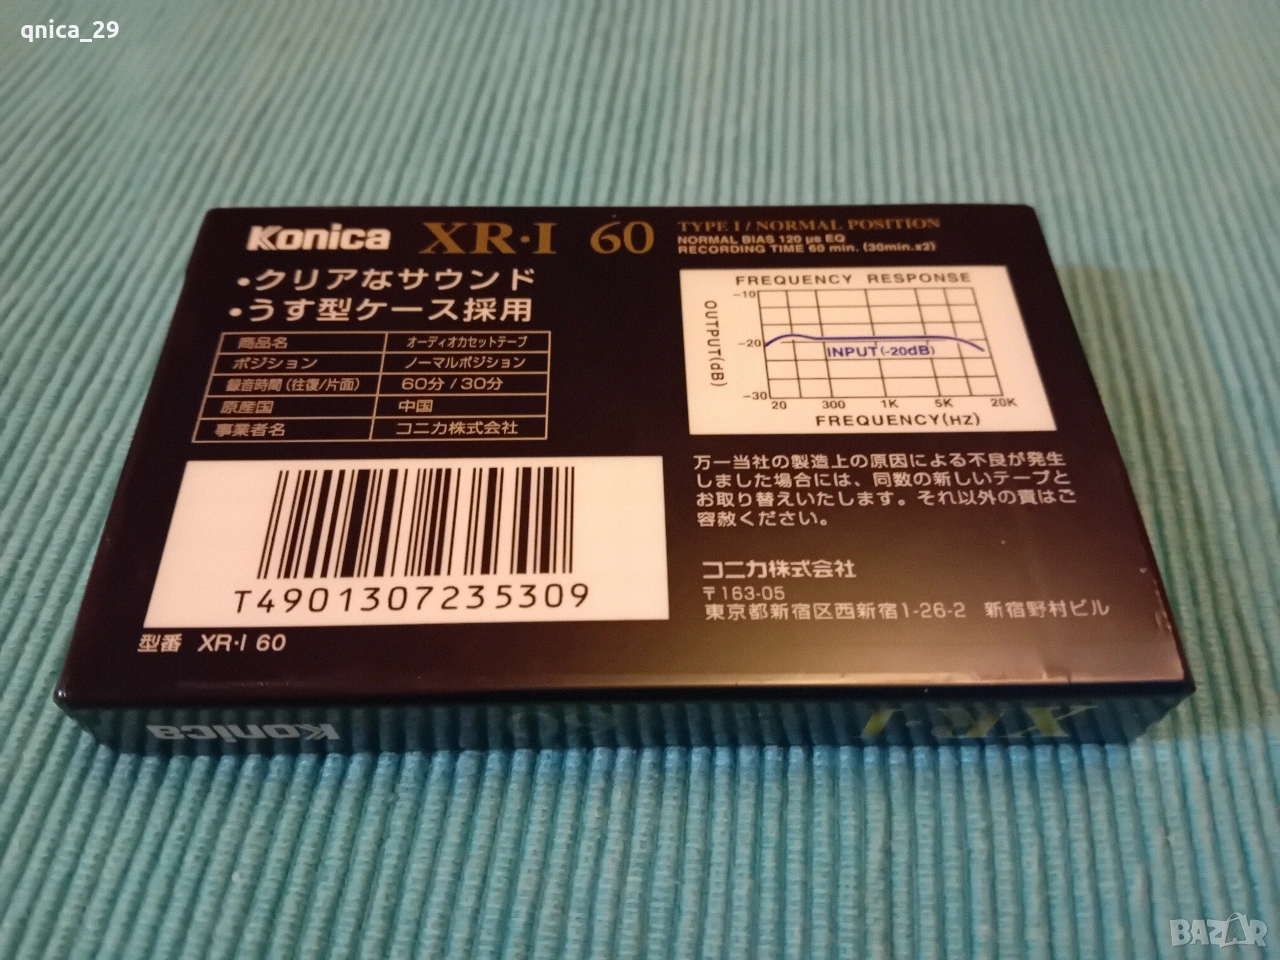 qnica_29
Konica XR·I 60
TYPE I / NORMAL POSITION
NORMAL BIAS 120 μs EQ
RECORDING TIME 60 min. (30min.x2)
・クリアなサウンド
・うす型ケース採用
商品名 オーディオカセットテープ
ポジション ノーマルポジション
録音時間(往復/片面) 60分/30分
原産国 中国
事業者名 コニカ株式会社
T4901307235309
型番 XR·I 60
FREQUENCY RESPONSE
OUTPUT(dB)
-10
-20
-30
INPUT(-20dB)
20 300 1K 5K 20K
FREQUENCY(HZ)
万一当社の製造上の原因による不良が発生
しました場合には、同数の新しいテープと
お取り替えいたします。それ以外の責はご
容赦ください。
コニカ株式会社
〒163-05
東京都新宿区西新宿1-26-2 新宿野村ビル
Konica 60 XR·I
BAZAR